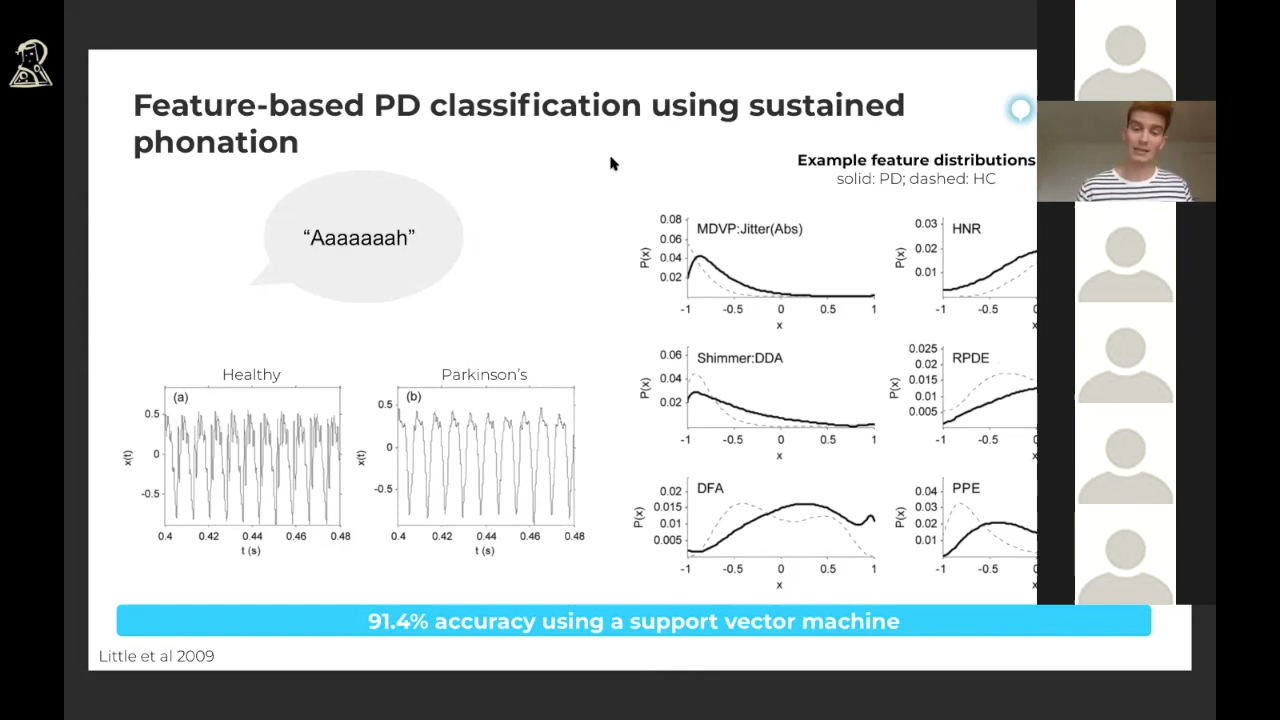 Feature-based PD classification using sustained
phonation
Example feature distributions
solid: PD; dashed: HC
“Aaaaaaah”
Healthy
(a)
0.5
0
-0.5
x(t)
0.4 0.42 0.44 0.46 0.48
t (s)
Parkinson's
(b)
0.5
0
-0.5
x(t)
0.4 0.42 0.44 0.46 0.48
t (s)
MDVP:Jitter(Abs)
0.08
0.06
0.04
0.02
P(x)
-1 -0.5 0 0.5 1
x
HNR
0.03
0.02
0.01
P(x)
-1 -0.5 0
x
Shimmer:DDA
0.06
0.04
0.02
P(x)
-1 -0.5 0 0.5 1
x
RPDE
0.025
0.02
0.015
0.01
0.005
P(x)
-1 -0.5 0
x
DFA
0.02
0.015
0.01
0.005
P(x)
-1 -0.5 0 0.5 1
x
PPE
0.04
0.03
0.02
0.01
P(x)
-1 -0.5 0
x
91.4% accuracy using a support vector machine
Little et al 2009